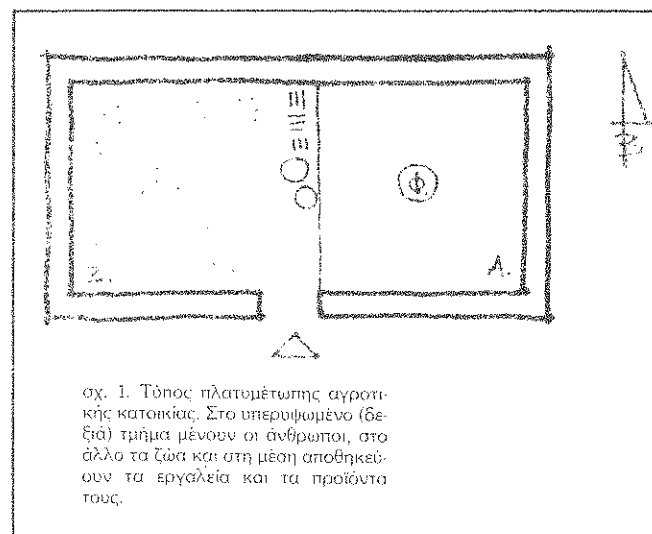 Φ
Α.
Ζ.
σχ. 1. Τύπος πλατυμέτωπης αγροτι-
κής κατοικίας. Στο υπερυψωμένο (δε-
ξιά) τμήμα μένουν οι άνθρωποι, στο
άλλο τα ζώα και στη μέση αποθηκεύ-
ουν τα εργαλεία και τα προϊόντα
τους.